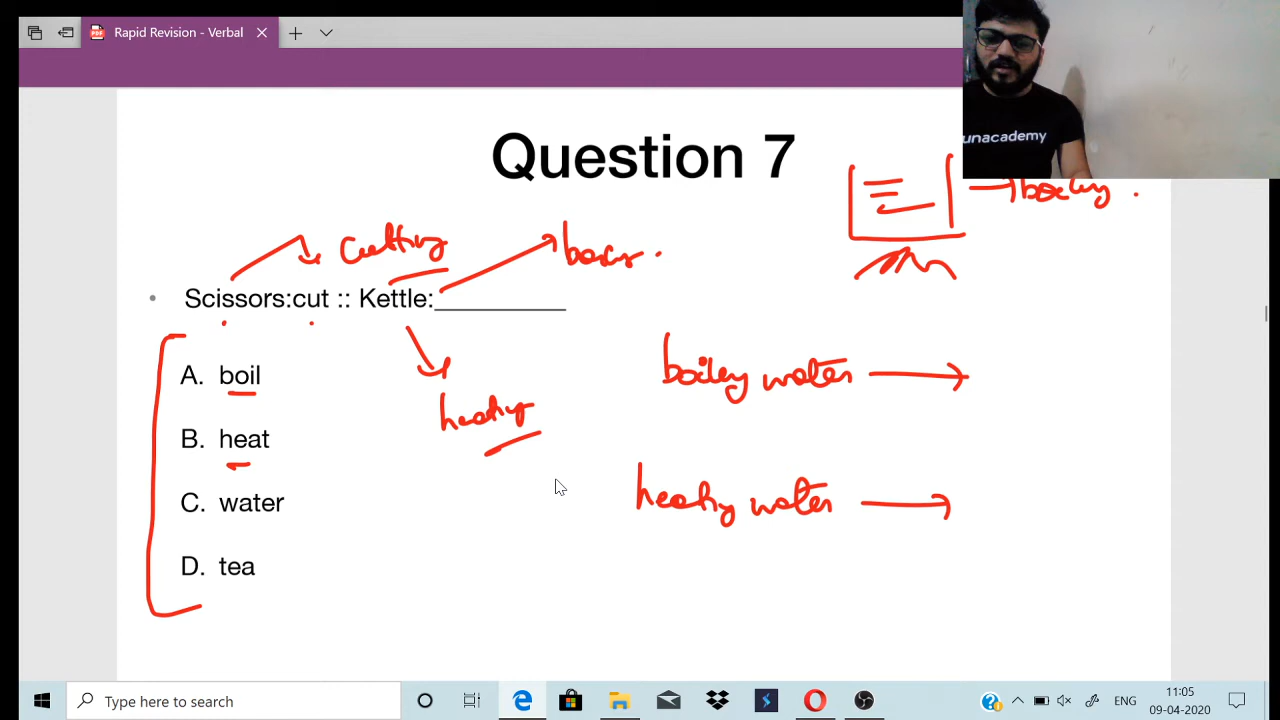 Rapid Revision - Verbal
unacademy
Question 7
boiling .
Cutting
Scissors:cut :: Kettle:__________
A. boil
boiling water
heating
B. heat
C. water
heating water
D. tea
Type here to search
ENG
11:05
09-04-2020